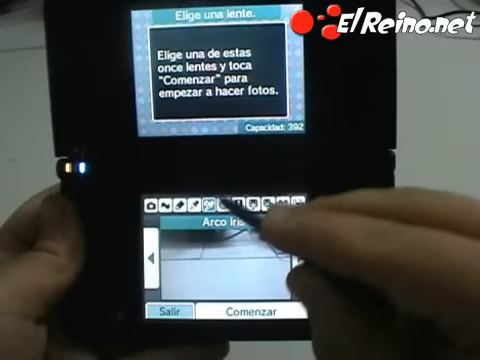 ElReino.net
Elige una lente.
Elige una de estas
once lentes y toca
"Comenzar" para
empezar a hacer fotos.
Capacidad: 392
Arco Iris
Salir
Comenzar